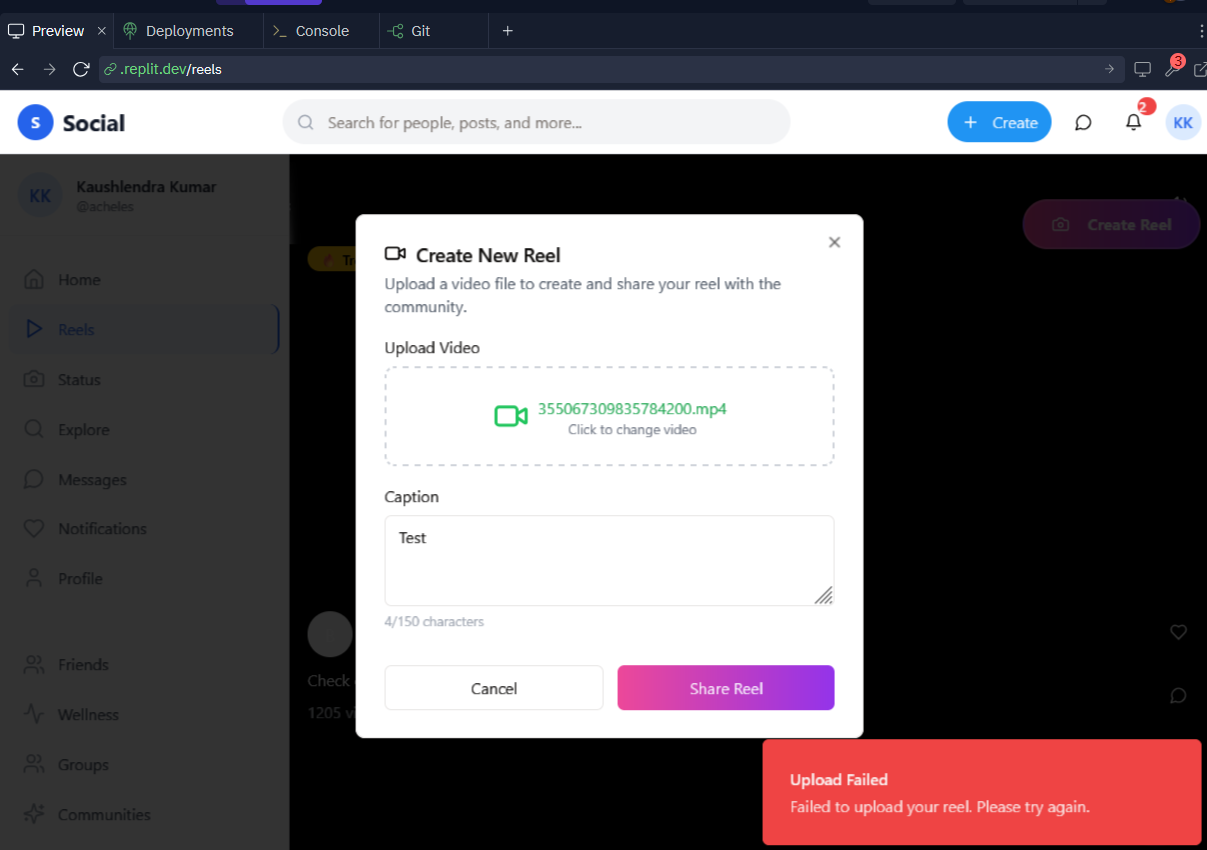 Preview
Deployments
Console
Git
.replit.dev/reels
3
S
Social
Search for people, posts, and more...
Create
2
KK
KK
Kaushlendra Kumar
@acheles
Home
Reels
Status
Explore
Messages
Notifications
Profile
Friends
Wellness
Groups
Communities
Create Reel
Create New Reel
Upload a video file to create and share your reel with the
community.
Upload Video
355067309835784200.mp4
Click to change video
Caption
Test
4/150 characters
Cancel
Share Reel
Check
1205
Upload Failed
Failed to upload your reel. Please try again.